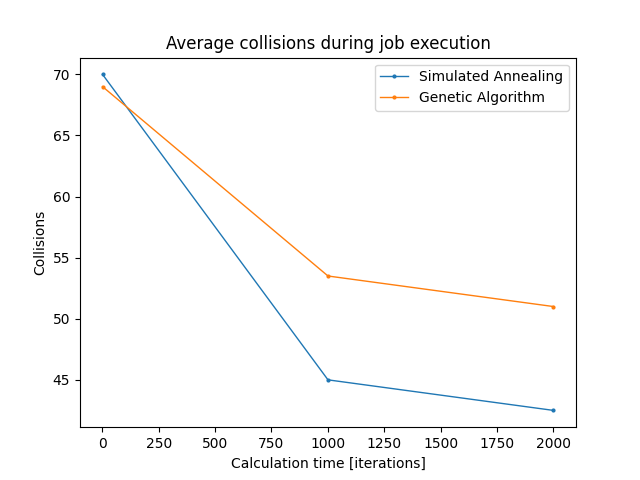 Average collisions during job execution
Simulated Annealing
Genetic Algorithm
70
65
60
55
50
45
Collisions
0 250 500 750 1000 1250 1500 1750 2000
Calculation time [iterations]